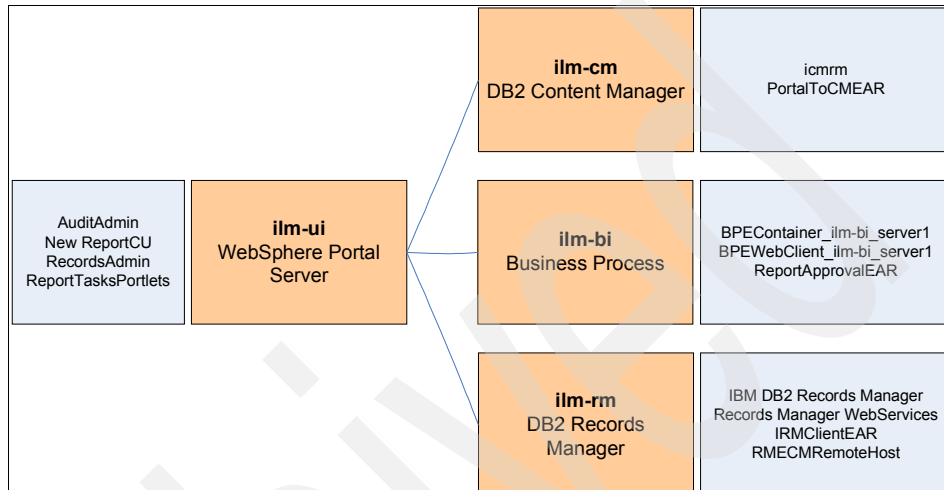 ilm-cm
DB2 Content Manager
icmrm
PortalToCMEAR
AuditAdmin
New ReportCU
RecordsAdmin
ReportTasksPortlets
ilm-ui
WebSphere Portal
Server
ilm-bi
Business Process
BPEContainer_ilm-bi_server1
BPEWebClient_ilm-bi_server1
ReportApprovalEAR
ilm-rm
DB2 Records
Manager
IBM DB2 Records Manager
Records Manager WebServices
IRMClientEAR
RMECMRemoteHost